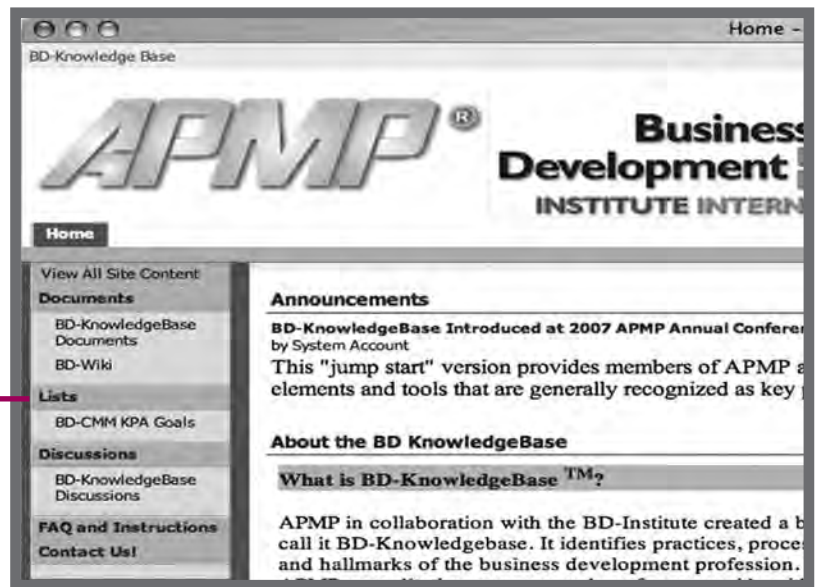 Home -
BD-Knowledge Base
APMP®
Business
Development
INSTITUTE INTERN
Home
View All Site Content
Documents
BD-KnowledgeBase
Documents
BD-Wiki
Lists
BD-CMM KPA Goals
Discussions
BD-KnowledgeBase
Discussions
FAQ and Instructions
Contact Us!
Announcements
BD-KnowledgeBase Introduced at 2007 APMP Annual Conferen
by System Account
This "jump start" version provides members of APMP a
elements and tools that are generally recognized as key
About the BD KnowledgeBase
What is BD-KnowledgeBase TM?
APMP in collaboration with the BD-Institute created a b
call it BD-Knowledgebase. It identifies practices, proce
and hallmarks of the business development profession.